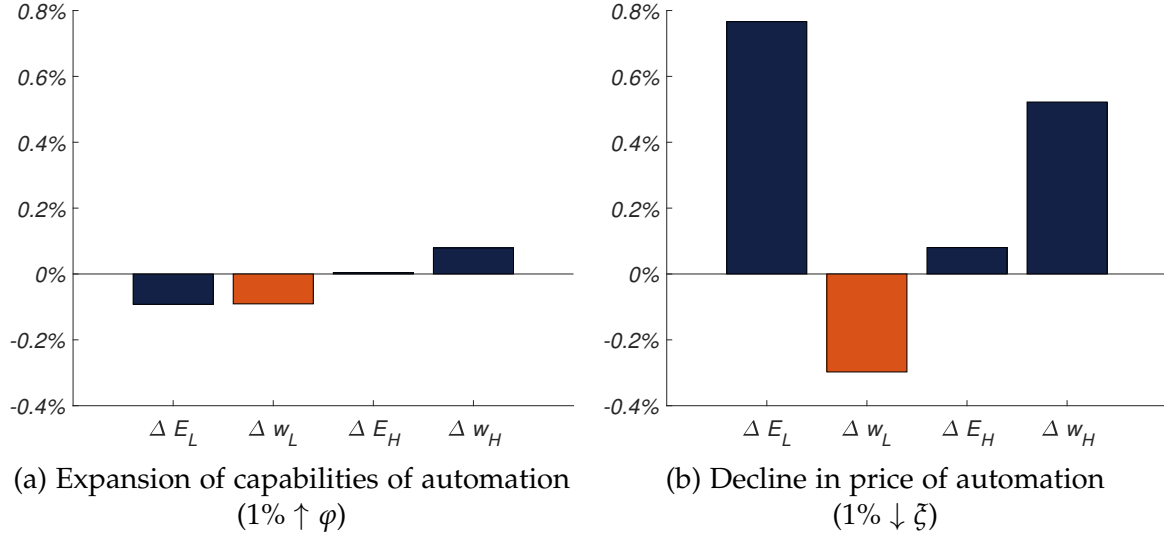 0.8%
0.6%
0.4%
0.2%
0%
-0.2%
-0.4%
Δ E_L Δ w_L Δ E_H Δ w_H
(a) Expansion of capabilities of automation
(1% ↑ φ)
0.8%
0.6%
0.4%
0.2%
0%
-0.2%
-0.4%
Δ E_L Δ w_L Δ E_H Δ w_H
(b) Decline in price of automation
(1% ↓ ξ)